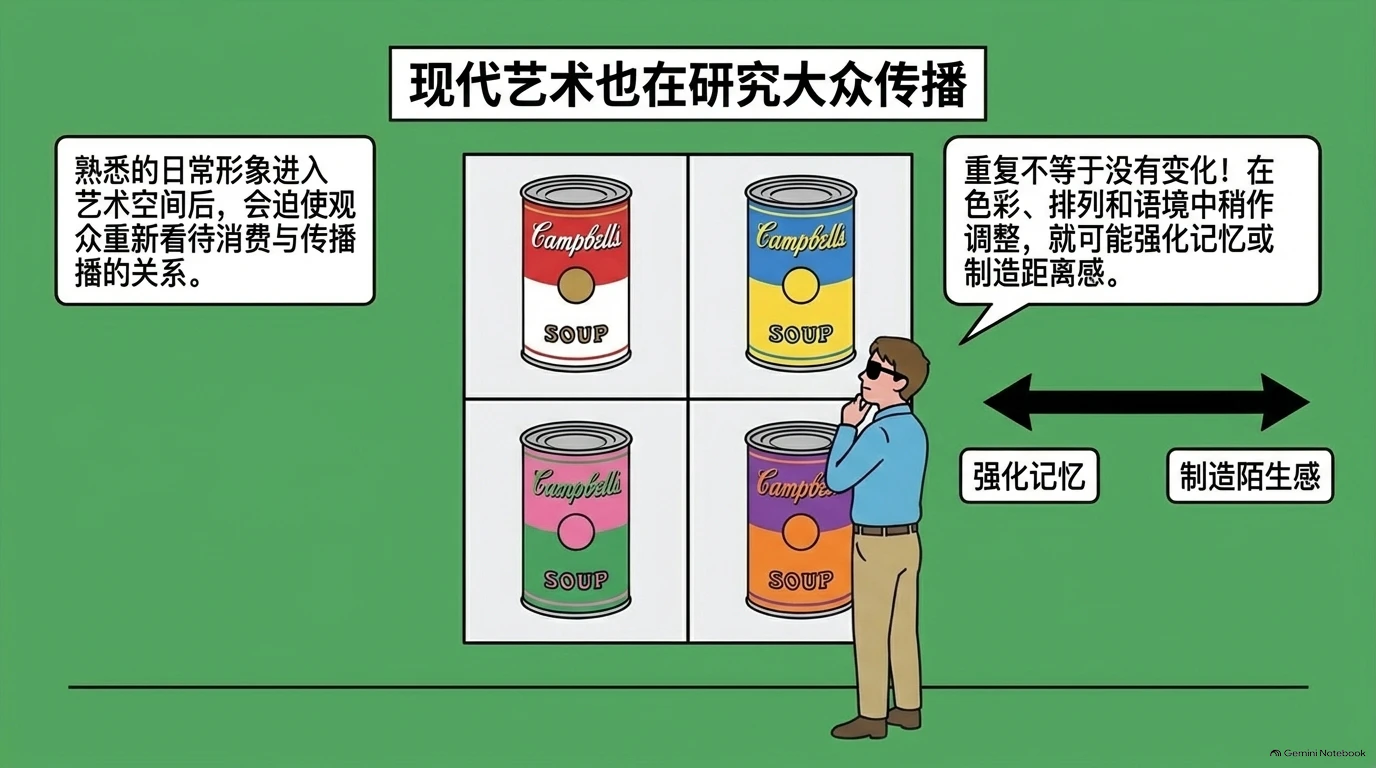 现代艺术也在研究大众传播
熟悉的日常形象进入
艺术空间后，会迫使观
众重新看待消费与传播
播的关系。
重复不等于没有变化！在
色彩、排列和语境中稍作
调整，就可能强化记忆或
制造距离感。
Campbell's
SOUP
Campbell's
SOUP
Campbell's
SOUP
Campbe
SOUP
强化记忆
制造陌生感
Gemini Notebook